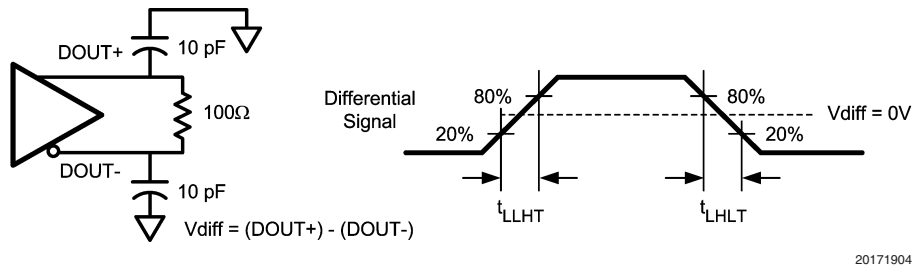 DOUT+
10 pF
100Ω
DOUT-
10 pF
Vdiff = (DOUT+) - (DOUT-)
Differential
Signal
80%
20%
80%
20%
Vdiff = 0V
tLLHT
tLHLT
20171904